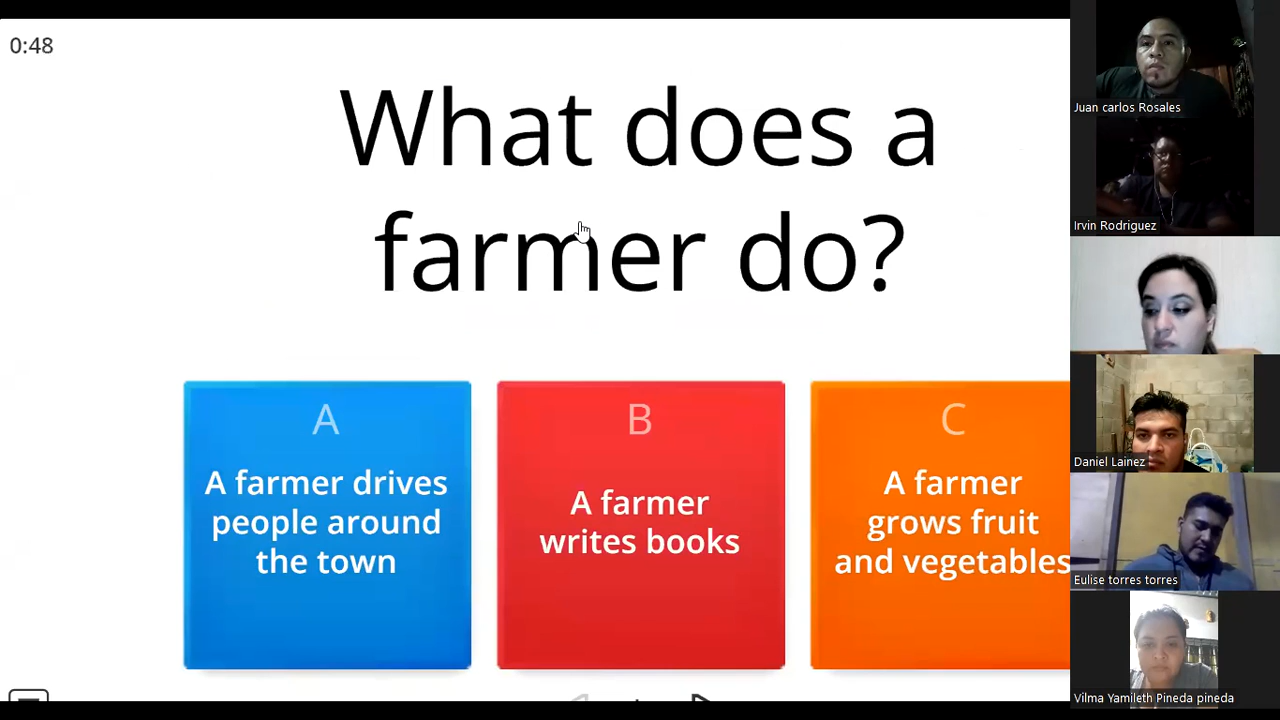 0:48
What does a
farmer do?
A
A farmer drives
people around
the town
B
A farmer
writes books
C
A farmer
grows fruit
and vegetables
Juan carlos Rosales
Irvin Rodriguez
Daniel Lainez
Eulise torres torres
Vilma Yamileth Pineda pineda